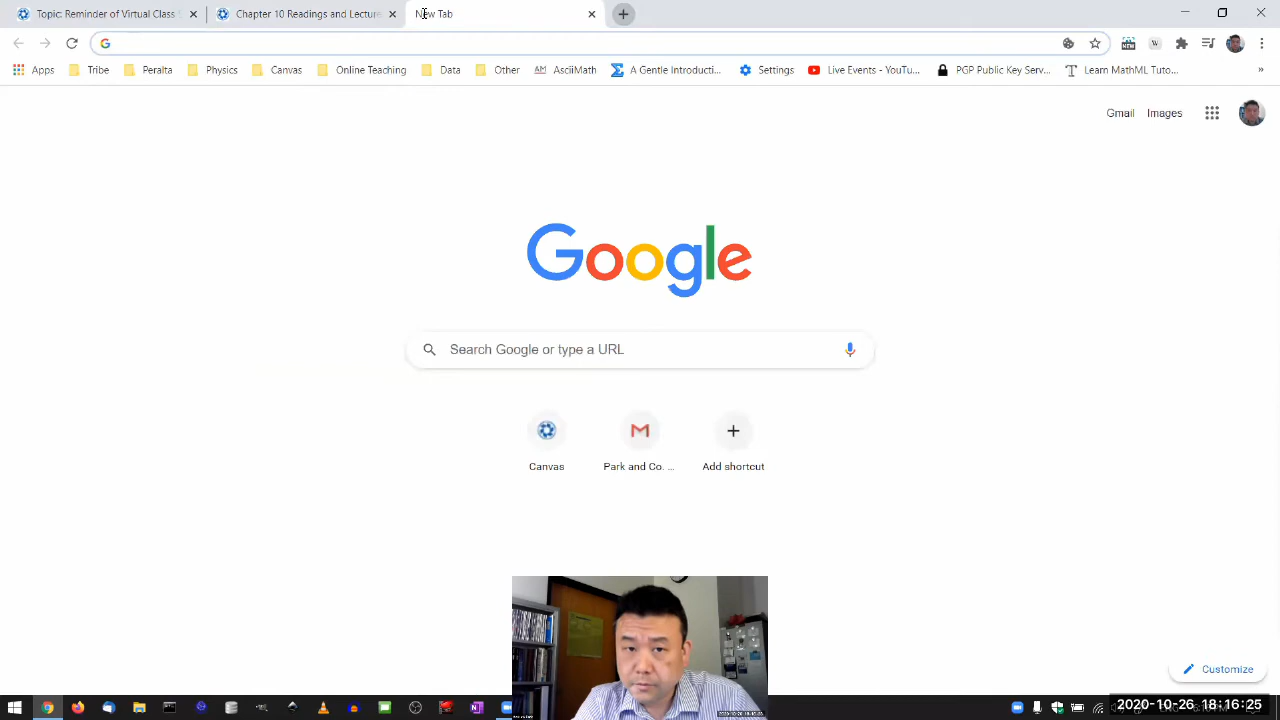 Topic: Reminder of Virtual Class
Chapter 10 Readings and Lecture
New Tab
Apps
Tribe
Peralta
Physics
Canvas
Online Teaching
Data
Other
AM AsciiMath
A Gentle Introducti...
Settings
Live Events - YouTu...
PGP Public Key Serv...
Learn MathML Tuto...
»
Gmail
Images
Google
Search Google or type a URL
Canvas
Park and Co. ...
Add shortcut
Customize
2020-10-26 18:16:25